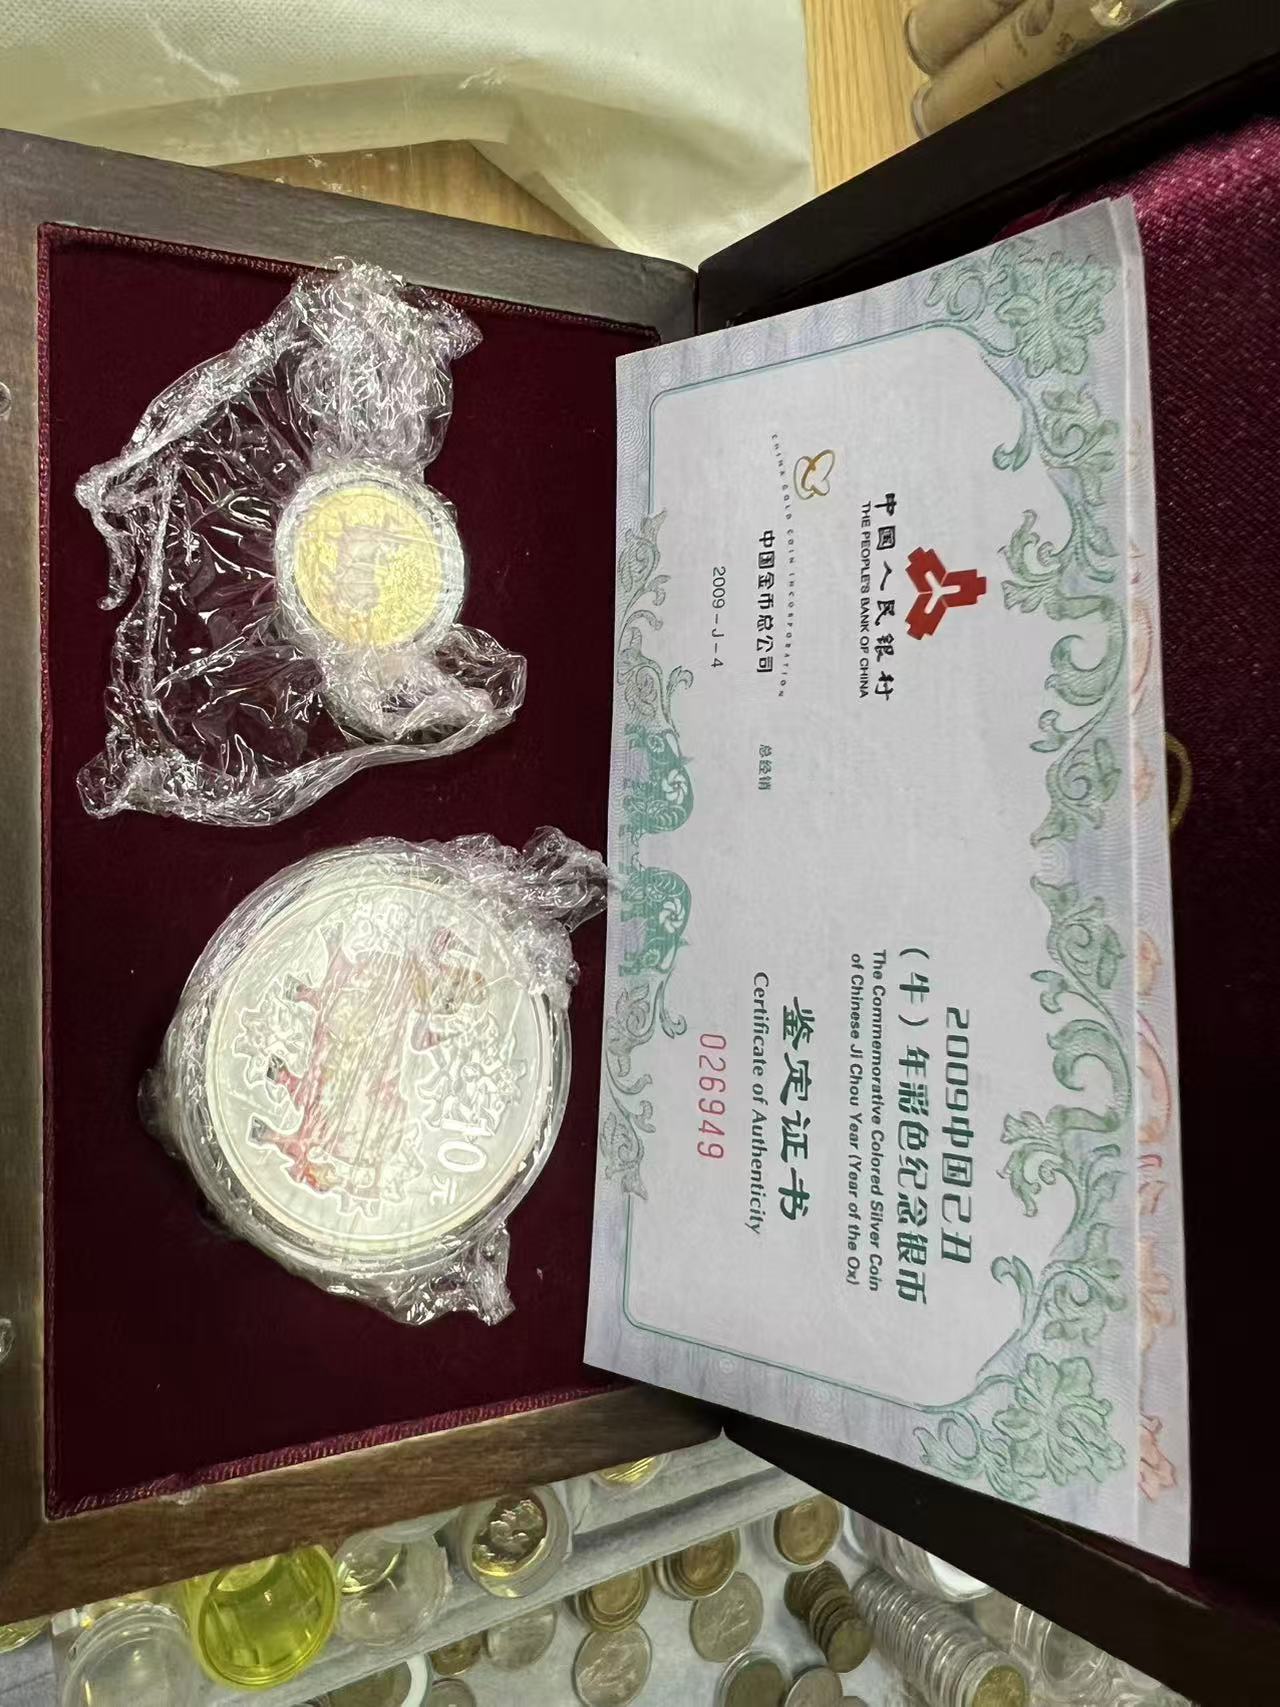 中国人民银行
THE PEOPLE'S BANK OF CHINA
CHINA GOLD COIN INCORPORATION
中国金币总公司 总经销
2009-J-4
2009中国己丑
(牛)年彩色纪念银币
The Commemorative Colored Silver Coin
of Chinese Ji Chou Year (Year of the Ox)
鉴定证书
Certificate of Authenticity
026949
10元